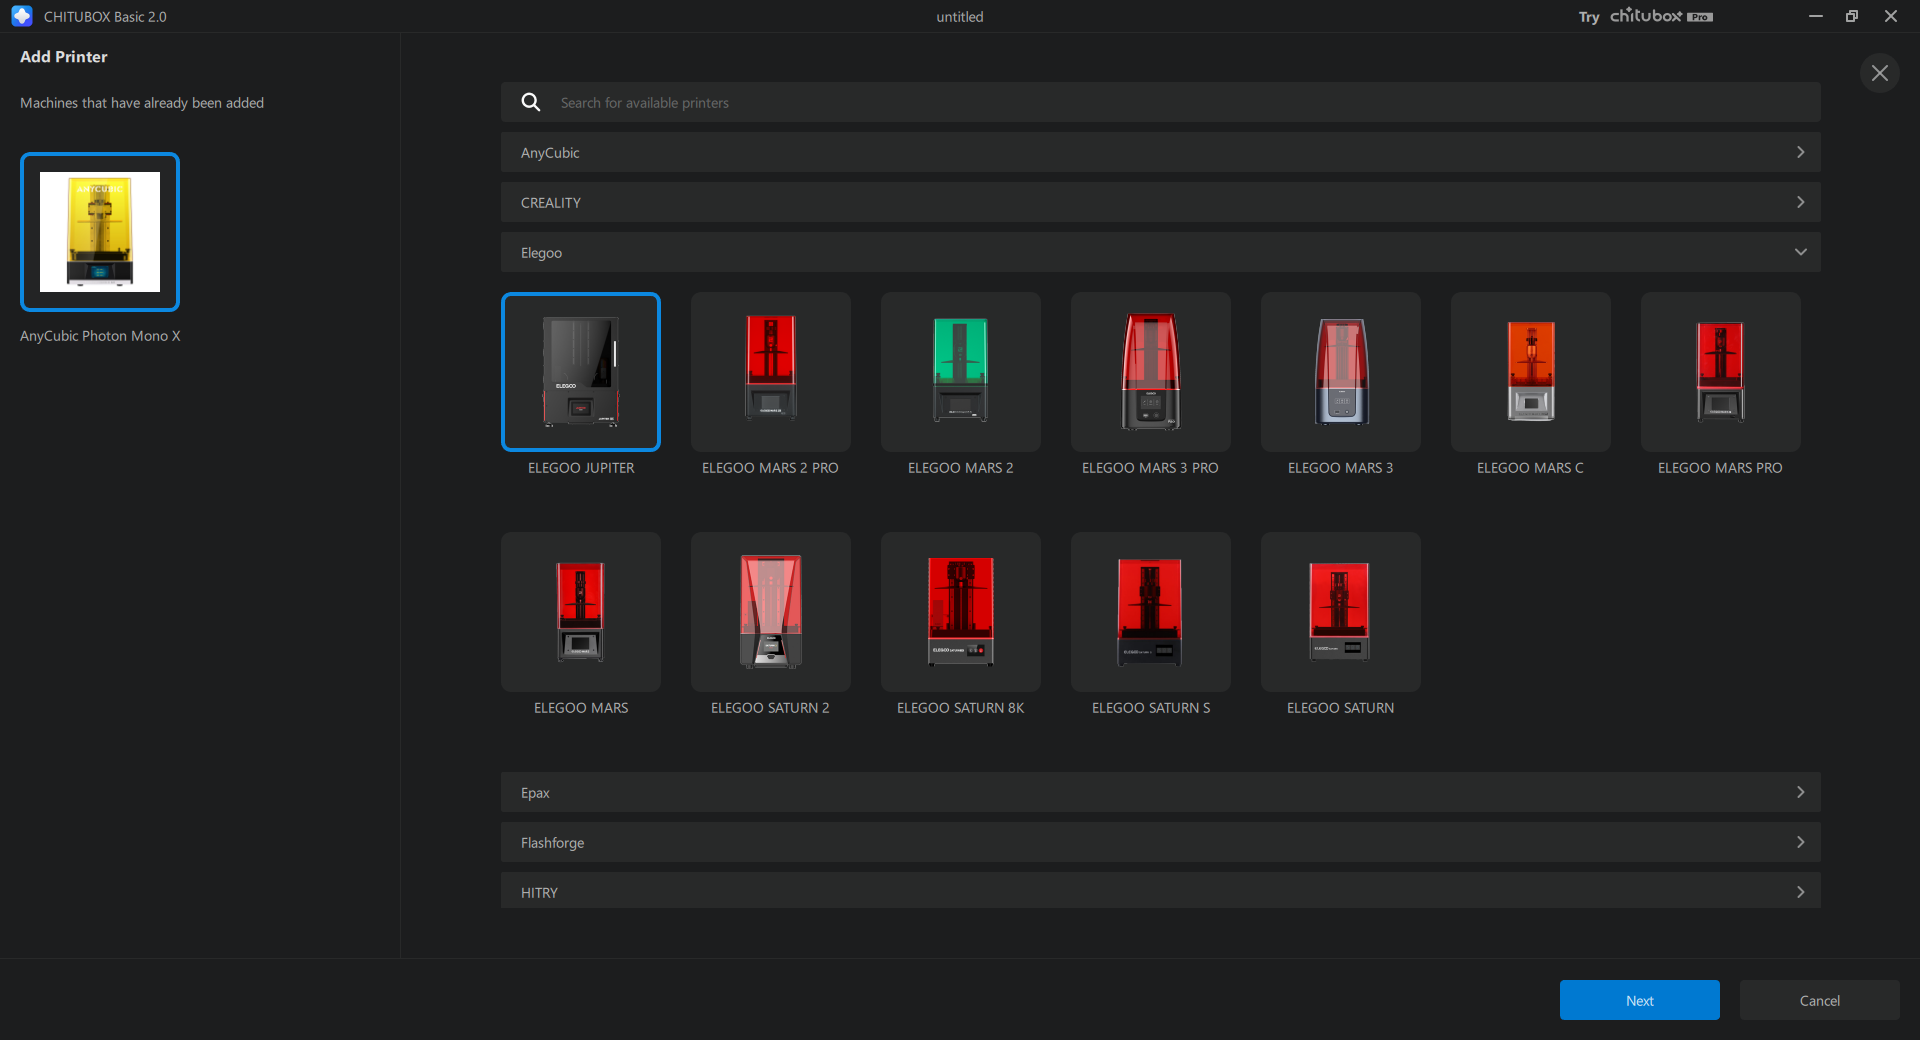 CHITUBOX Basic 2.0
untitled
Try chitubox Pro
Add Printer
Machines that have already been added
ANYCUBIC
AnyCubic Photon Mono X
Search for available printers
AnyCubic
CREALITY
Elegoo
ELEGOO
ELEGOO JUPITER
ELEGOO MARS 2 PRO
ELEGOO MARS 2
ELEGOO MARS 3 PRO
ELEGOO MARS 3
ELEGOO MARS C
ELEGOO MARS PRO
ELEGOO MARS
ELEGOO SATURN 2
ELEGOO SATURN 8K
ELEGOO SATURN S
ELEGOO SATURN
Epax
Flashforge
HITRY
Next
Cancel